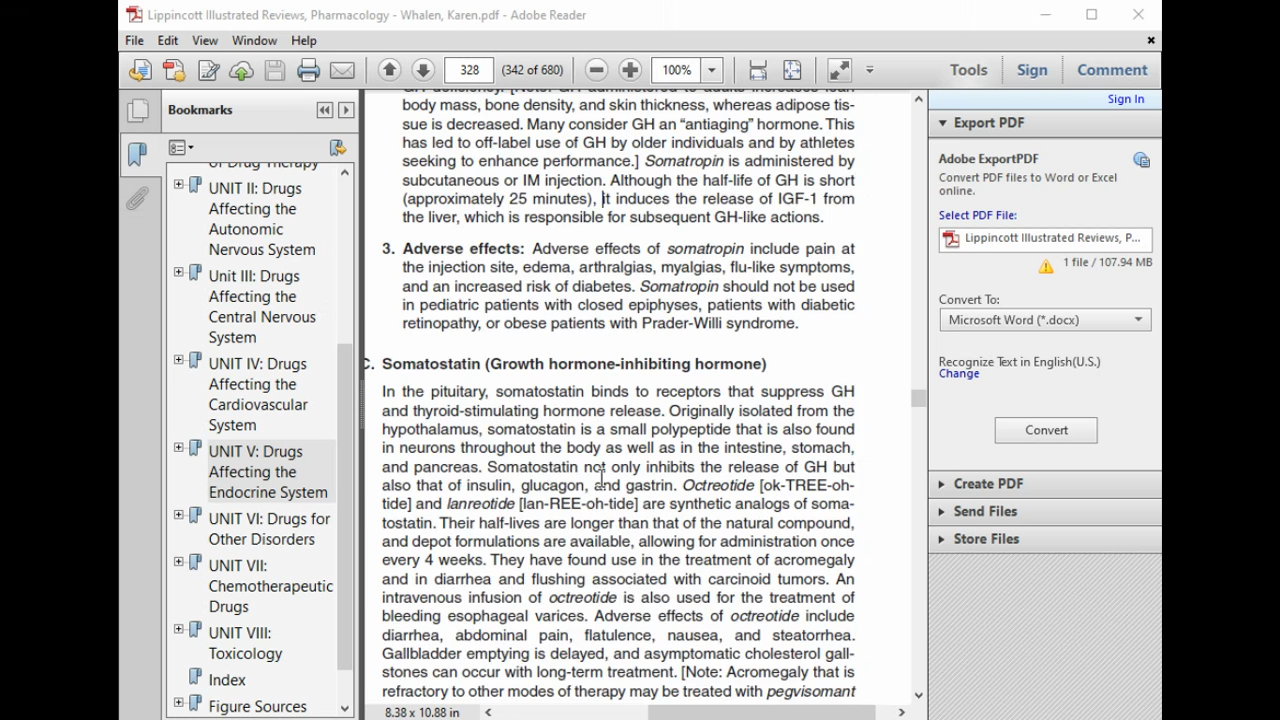 Lippincott Illustrated Reviews, Pharmacology - Whalen, Karen.pdf - Adobe Reader
File Edit View Window Help
328 (342 of 680) 100% Tools Sign Comment
Bookmarks
of Drug Therapy
UNIT II: Drugs
Affecting the
Autonomic
Nervous System
Unit III: Drugs
Affecting the
Central Nervous
System
UNIT IV: Drugs
Affecting the
Cardiovascular
System
UNIT V: Drugs
Affecting the
Endocrine System
UNIT VI: Drugs for
Other Disorders
UNIT VII:
Chemotherapeutic
Drugs
UNIT VIII:
Toxicology
Index
Figure Sources
GH deficiency. [Note: GH administered to adults increases lean
body mass, bone density, and skin thickness, whereas adipose tis-
sue is decreased. Many consider GH an “antiaging” hormone. This
has led to off-label use of GH by older individuals and by athletes
seeking to enhance performance.] Somatropin is administered by
subcutaneous or IM injection. Although the half-life of GH is short
(approximately 25 minutes), it induces the release of IGF-1 from
the liver, which is responsible for subsequent GH-like actions.
3. Adverse effects: Adverse effects of somatropin include pain at
the injection site, edema, arthralgias, myalgias, flu-like symptoms,
and an increased risk of diabetes. Somatropin should not be used
in pediatric patients with closed epiphyses, patients with diabetic
retinopathy, or obese patients with Prader-Willi syndrome.
C. Somatostatin (Growth hormone-inhibiting hormone)
In the pituitary, somatostatin binds to receptors that suppress GH
and thyroid-stimulating hormone release. Originally isolated from the
hypothalamus, somatostatin is a small polypeptide that is also found
in neurons throughout the body as well as in the intestine, stomach,
and pancreas. Somatostatin not only inhibits the release of GH but
also that of insulin, glucagon, and gastrin. Octreotide [ok-TREE-oh-
tide] and lanreotide [lan-REE-oh-tide] are synthetic analogs of soma-
tostatin. Their half-lives are longer than that of the natural compound,
and depot formulations are available, allowing for administration once
every 4 weeks. They have found use in the treatment of acromegaly
and in diarrhea and flushing associated with carcinoid tumors. An
intravenous infusion of octreotide is also used for the treatment of
bleeding esophageal varices. Adverse effects of octreotide include
diarrhea, abdominal pain, flatulence, nausea, and steatorrhea.
Gallbladder emptying is delayed, and asymptomatic cholesterol gall-
stones can occur with long-term treatment. [Note: Acromegaly that is
refractory to other modes of therapy may be treated with pegvisomant
8.38 x 10.88 in
Sign In
Export PDF
Adobe ExportPDF
Convert PDF files to Word or Excel
online.
Select PDF File:
Lippincott Illustrated Reviews, P...
1 file / 107.94 MB
Convert To:
Microsoft Word (*.docx)
Recognize Text in English(U.S.)
Change
Convert
Create PDF
Send Files
Store Files